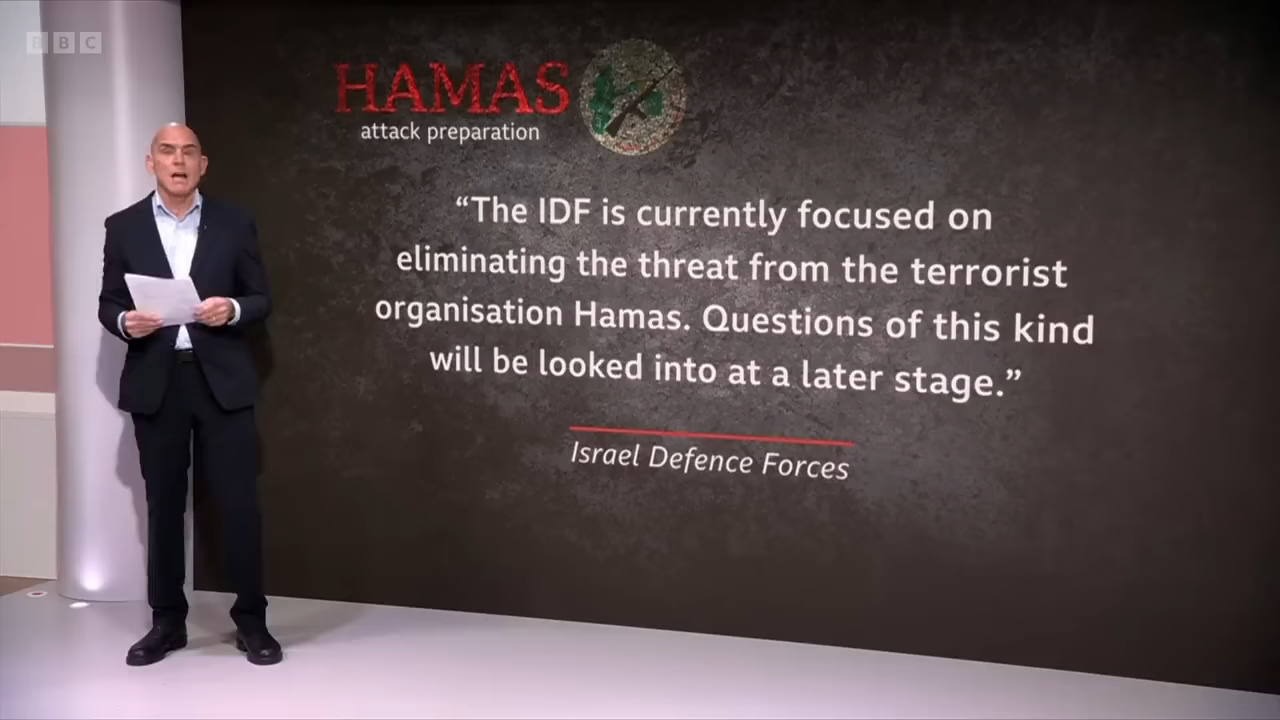 BBC
HAMAS
attack preparation
“The IDF is currently focused on
eliminating the threat from the terrorist
organisation Hamas. Questions of this kind
will be looked into at a later stage.”
Israel Defence Forces